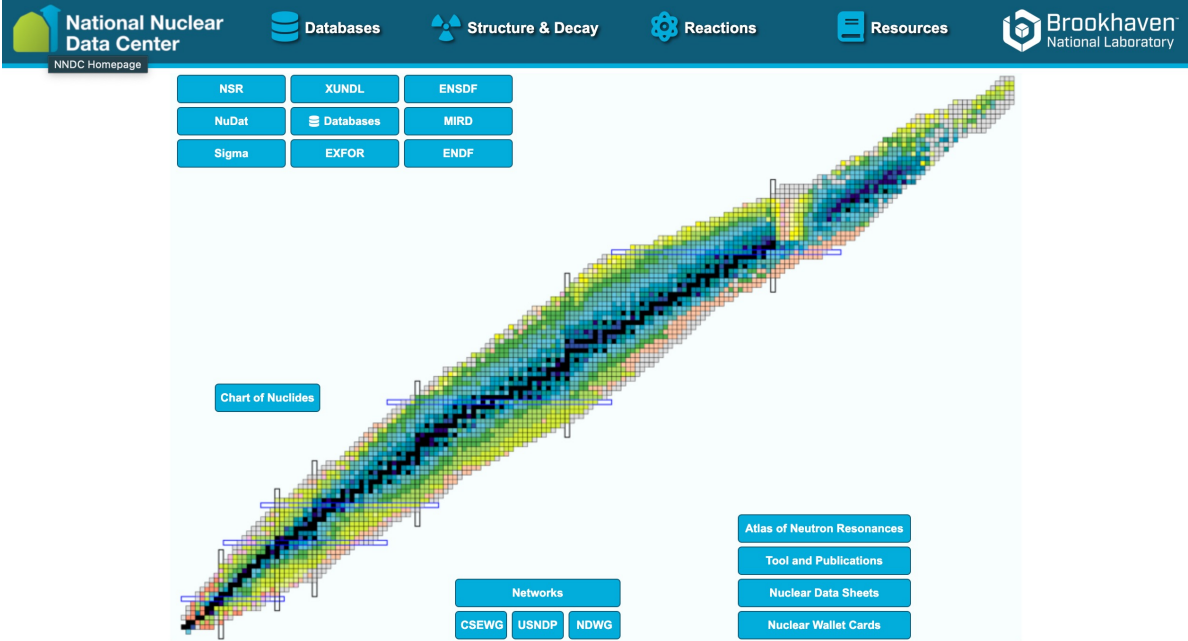 National Nuclear
Data Center
Databases
Structure & Decay
Reactions
Resources
Brookhaven
National Laboratory
NNDC Homepage
NSR
XUNDL
ENSDF
NuDat
Databases
MIRD
Sigma
EXFOR
ENDF
Chart of Nuclides
Atlas of Neutron Resonances
Tool and Publications
Networks
Nuclear Data Sheets
CSEWG
USNDP
NDWG
Nuclear Wallet Cards